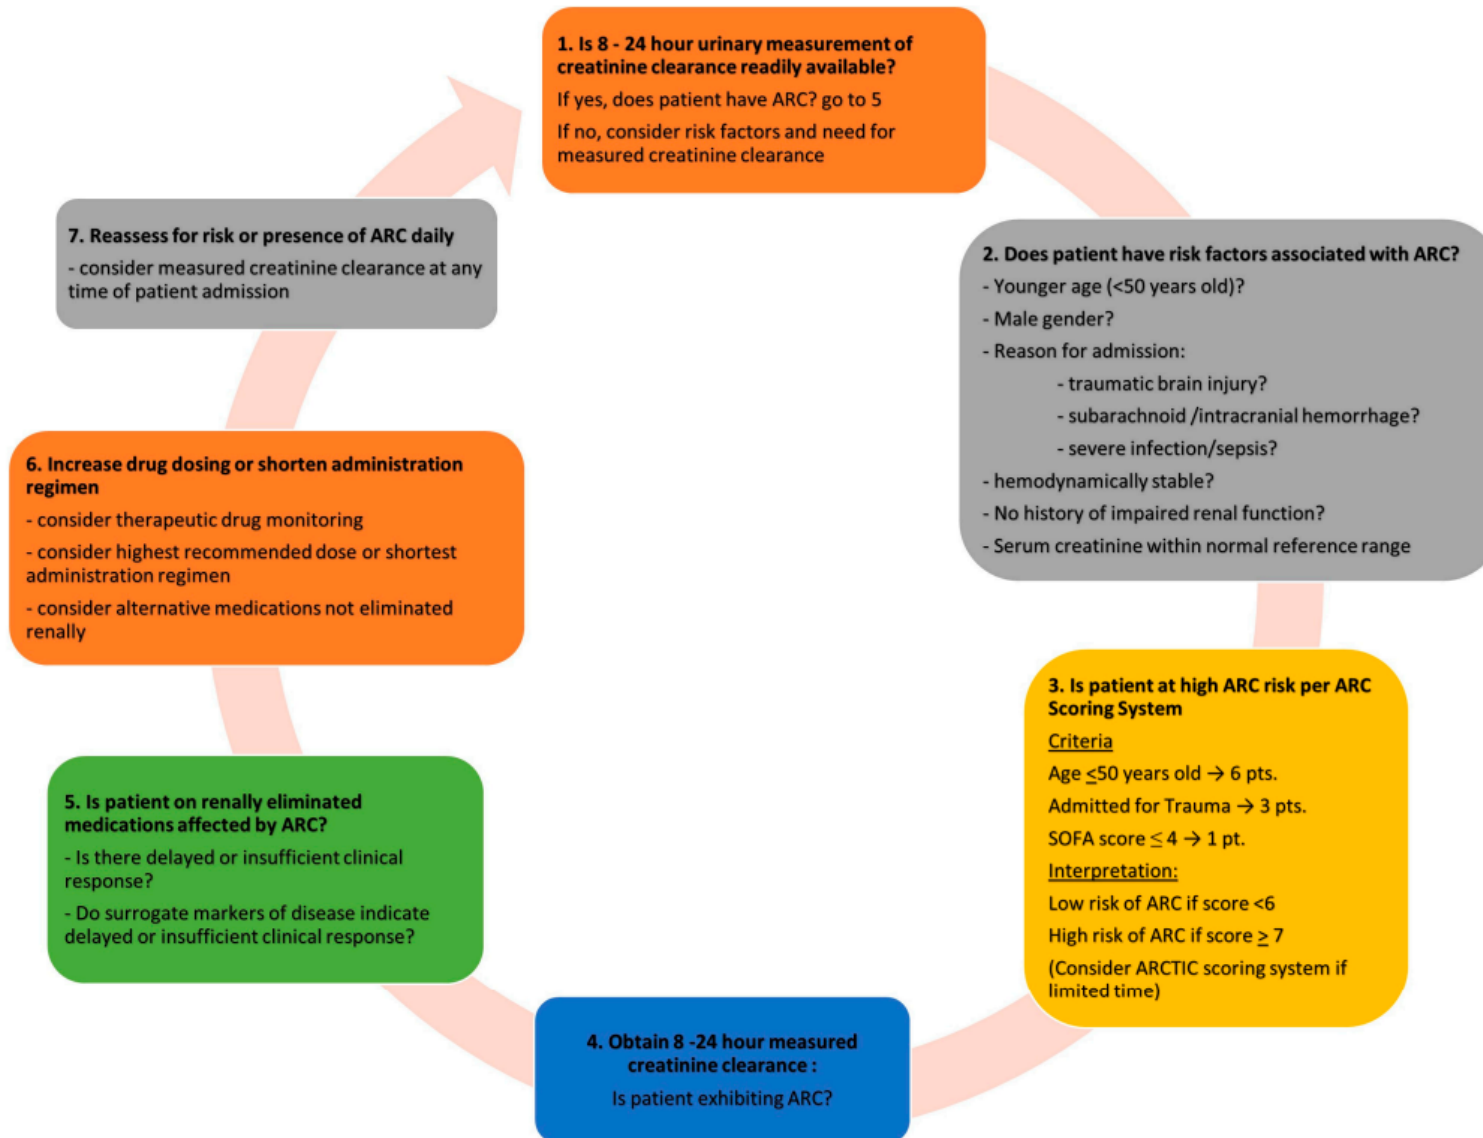 1. Is 8 - 24 hour urinary measurement of
creatinine clearance readily available?
If yes, does patient have ARC? go to 5
If no, consider risk factors and need for
measured creatinine clearance
2. Does patient have risk factors associated with ARC?
- Younger age (<50 years old)?
- Male gender?
- Reason for admission:
- traumatic brain injury?
- subarachnoid /intracranial hemorrhage?
- severe infection/sepsis?
- hemodynamically stable?
- No history of impaired renal function?
- Serum creatinine within normal reference range
3. Is patient at high ARC risk per ARC
Scoring System
Criteria
Age ≤50 years old → 6 pts.
Admitted for Trauma → 3 pts.
SOFA score ≤ 4 → 1 pt.
Interpretation:
Low risk of ARC if score <6
High risk of ARC if score ≥ 7
(Consider ARCTIC scoring system if
limited time)
4. Obtain 8 -24 hour measured
creatinine clearance :
Is patient exhibiting ARC?
5. Is patient on renally eliminated
medications affected by ARC?
- Is there delayed or insufficient clinical
response?
- Do surrogate markers of disease indicate
delayed or insufficient clinical response?
6. Increase drug dosing or shorten administration
regimen
- consider therapeutic drug monitoring
- consider highest recommended dose or shortest
administration regimen
- consider alternative medications not eliminated
renally
7. Reassess for risk or presence of ARC daily
- consider measured creatinine clearance at any
time of patient admission